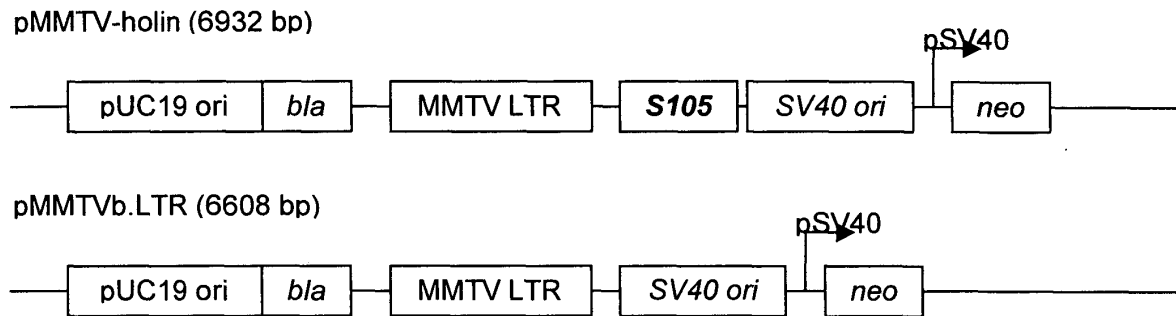 pMMTV-holin (6932 bp)
pSV40
pUC19 ori bla MMTV LTR S105 SV40 ori neo
pMMTVb.LTR (6608 bp)
pSV40
pUC19 ori bla MMTV LTR SV40 ori neo